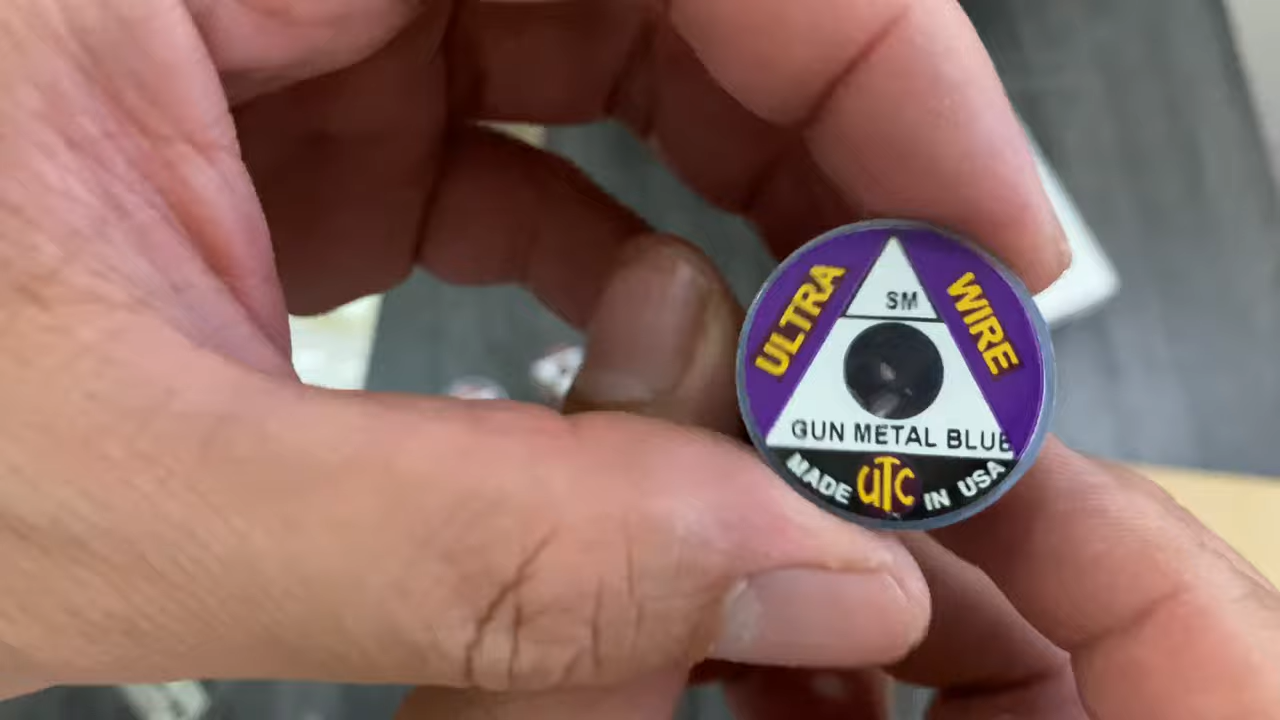 ULTRA
WIRE
SM
GUN METAL BLUE
MADE UTC IN USA